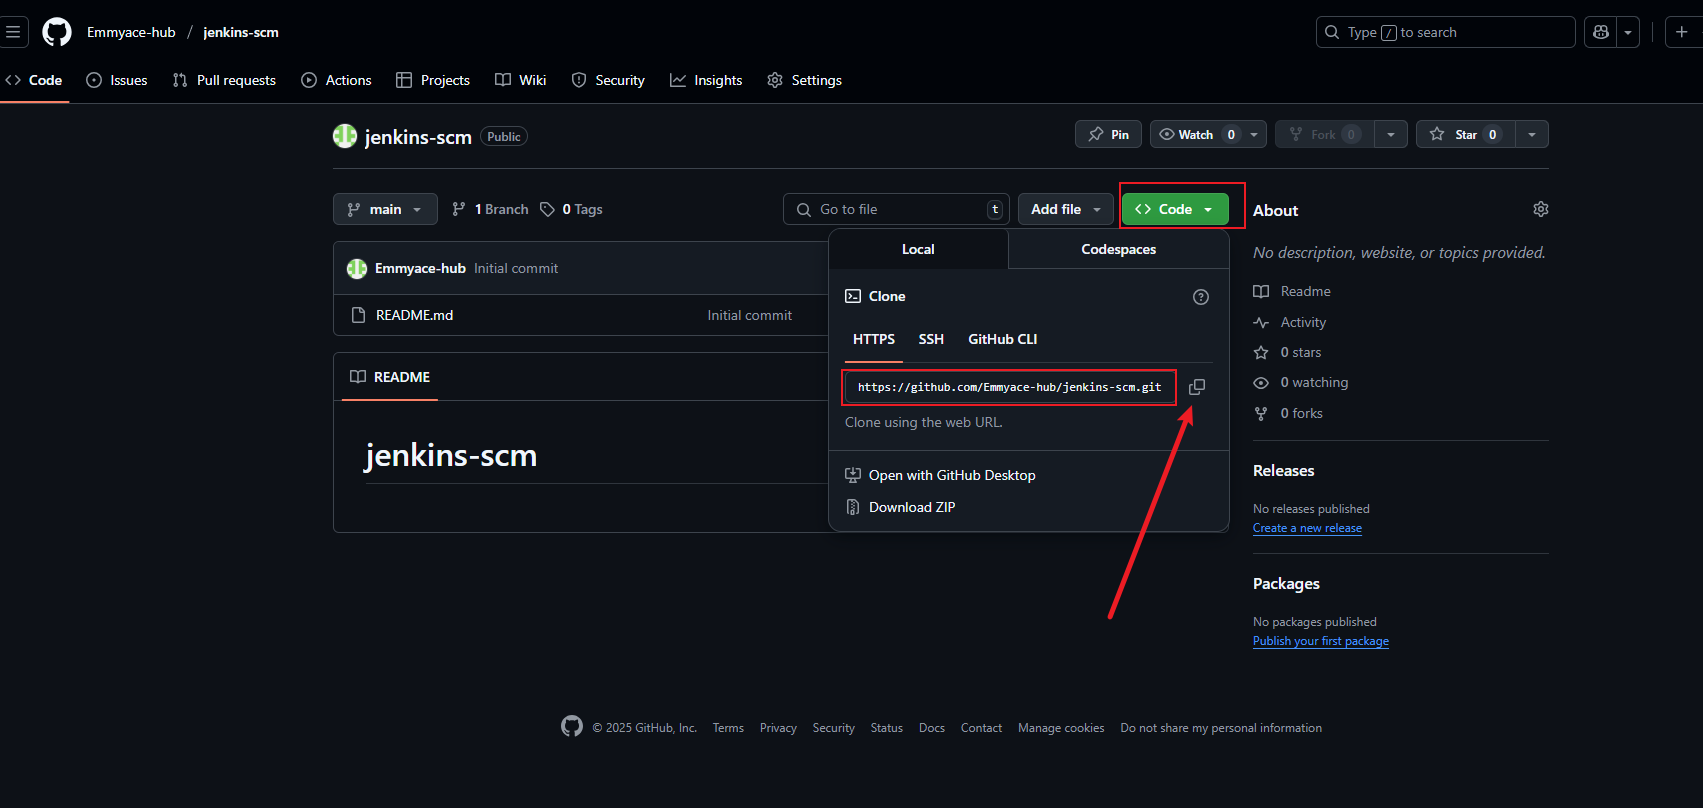 Emmyace-hub / jenkins-scm
Type / to search
Code Issues Pull requests Actions Projects Wiki Security Insights Settings
jenkins-scm Public
Pin Watch 0 Fork 0 Star 0
main 1 Branch 0 Tags
Go to file t Add file Code
Local Codespaces
Emmyace-hub Initial commit
README.md Initial commit
README
jenkins-scm
Clone
HTTPS SSH GitHub CLI
https://github.com/Emmyace-hub/jenkins-scm.git
Clone using the web URL.
Open with GitHub Desktop
Download ZIP
About
No description, website, or topics provided.
Readme
Activity
0 stars
0 watching
0 forks
Releases
No releases published
Create a new release
Packages
No packages published
Publish your first package
© 2025 GitHub, Inc. Terms Privacy Security Status Docs Contact Manage cookies Do not share my personal information